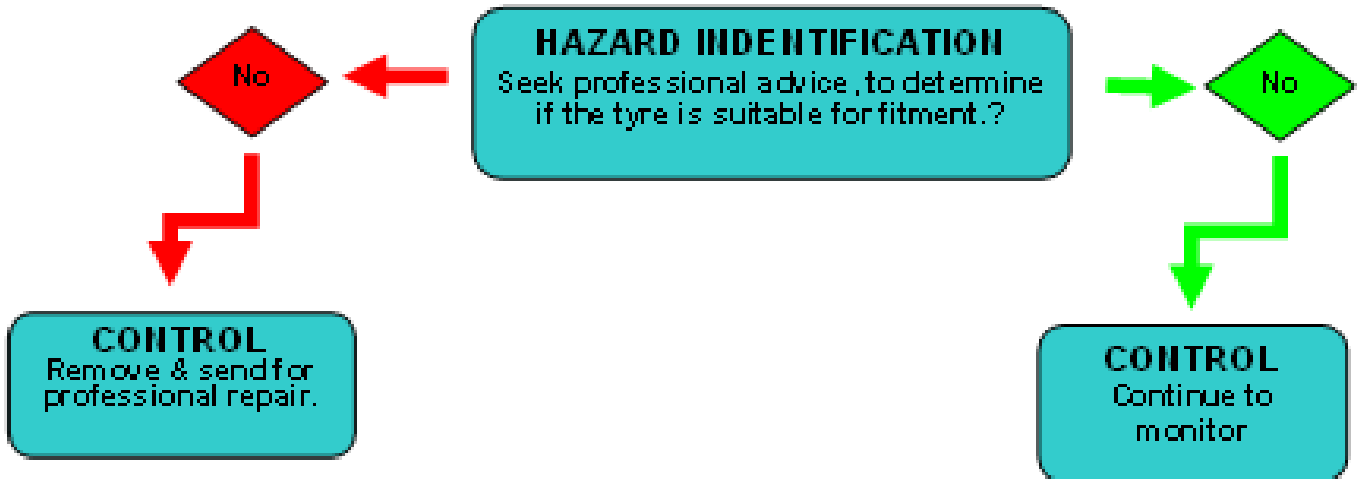 HAZARD INDENTIFICATION
Seek professional advice, to determine
if the tyre is suitable for fitment.?
No
No
CONTROL
Remove & send for
professional repair.
CONTROL
Continue to
monitor